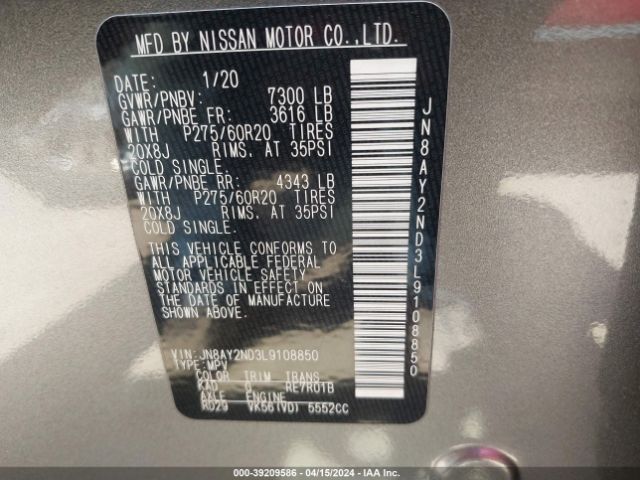 MFD BY NISSAN MOTOR CO.,LTD.
DATE: 1/20
GVWR/PNBV: 7300 LB
GAWR/PNBE FR: 3616 LB
WITH P275/60R20 TIRES
20X8J RIMS. AT 35PSI
COLD SINGLE.
GAWR/PNBE RR: 4343 LB
WITH P275/60R20 TIRES
20X8J RIMS. AT 35PSI
COLD SINGLE.
THIS VEHICLE CONFORMS TO
ALL APPLICABLE FEDERAL
MOTOR VEHICLE SAFETY
STANDARDS IN EFFECT ON
THE DATE OF MANUFACTURE
SHOWN ABOVE.
VIN: JN8AY2ND3L9108850
TYPE: MPV
COLOR TRIM TRANS
KAD G RE7R01B
AXLE ENGINE
RD29 VK56(VD) 5552CC
JN8AY2ND3L9108850
000-39209586 - 04/15/2024 - IAA Inc.